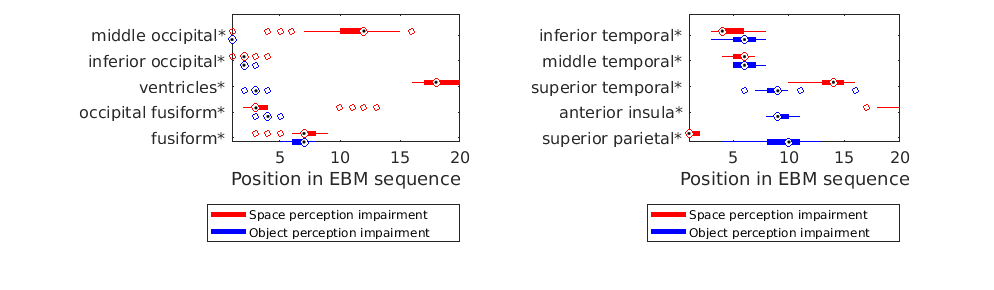 middle occipital*
inferior occipital*
ventricles*
occipital fusiform*
fusiform*
5 10 15 20
Position in EBM sequence
Space perception impairment
Object perception impairment
inferior temporal*
middle temporal*
superior temporal*
anterior insula*
superior parietal*
5 10 15 20
Position in EBM sequence
Space perception impairment
Object perception impairment